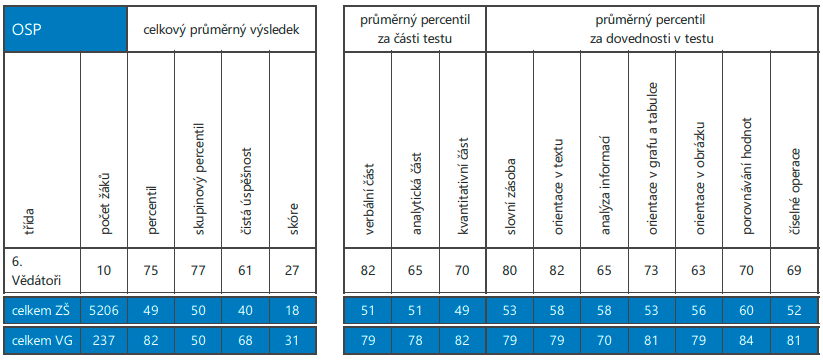 OSP celkový průměrný výsledek průměrný percentil za části testu průměrný percentil za dovednosti v testu
třída počet žáků percentil skupinový percentil čistá úspěšnost skóre verbální část analytická část kvantitativní část slovní zásoba orientace v textu analýza informací orientace v grafu a tabulce orientace v obrázku porovnávání hodnot číselné operace
6. Vědátoři 10 75 77 61 27 82 65 70 80 82 65 73 63 70 69
celkem ZŠ 5206 49 50 40 18 51 51 49 53 58 58 53 56 60 52
celkem VG 237 82 50 68 31 79 78 82 79 79 70 81 79 84 81